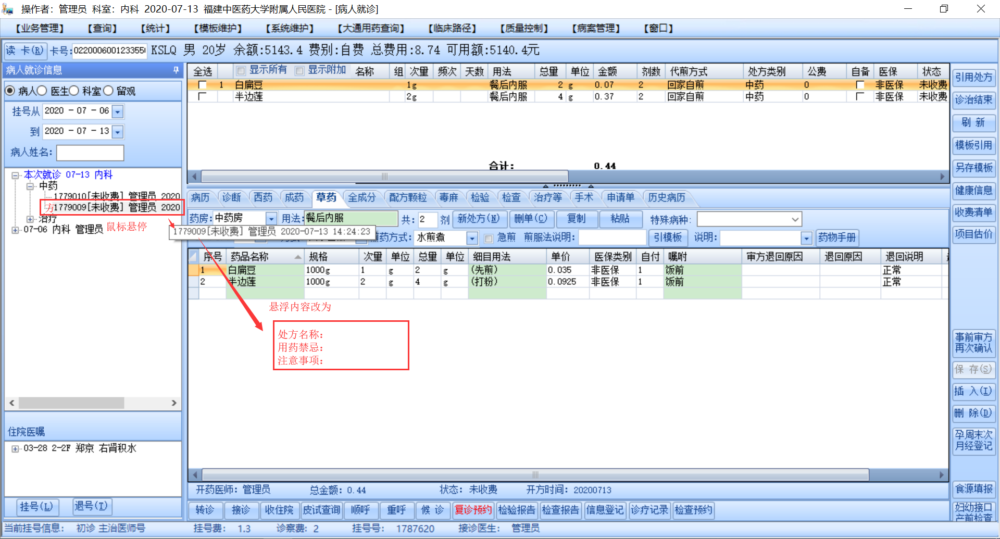 操作者：管理员 科室：内科 2020-07-13 福建中医药大学附属人民医院 - [病人就诊]
【业务管理】 【查询】 【统计】 【模板维护】 【系统维护】 【大通用药查询】 【临床路径】 【质量控制】 【病案管理】 【窗口】
读 卡(R) 卡号: 022000600123355 KSLQ 男 20岁 余额:5143.4 费别:自费 总费用:8.74 可用额:5140.4元
病人就诊信息
病人 医生 科室 留观
挂号从 2020 - 07 - 06
到 2020 - 07 - 13
病人姓名:
本次就诊 07-13 内科
中药
1779010[未收费] 管理员 2020
方 1779009[未收费] 管理员 2020
治疗
07-06 内科 管理员
鼠标悬停
住院医嘱
03-28 2-2F 郑京 右肾积水
挂号(L) 退号(T)
全选 显示所有 显示附加 名称 组 次量 频次 天数 用法 总量 单位 金额 剂数 代煎方式 处方类别 公费 自备 医保 状态
1 白扁豆 1g 餐后内服 2 g 0.07 2 回家自煎 中药 0 非医保 未收费
半边莲 2g 餐后内服 4 g 0.37 2 回家自煎 中药 0 非医保 未收费
合计: 0.44
病历 诊断 西药 成药 草药 全成分 配方颗粒 毒麻 检验 检查 治疗等 手术 申请单 历史病历
药房: 中药房 用法: 餐后内服 共: 2 剂 新处方(N) 删单(C) 复制 粘贴 特殊病种:
1779009[未收费] 管理员 2020-07-13 14:24:23
煎药方式: 水煎煮 急煎 煎服法说明: 引模板 说明: 药物手册
序号 药品名称 规格 次量 单位 总量 单位 细目用法 单价 医保类别 自付 嘱咐 审方退回原因 退回原因 退回说明
1 白扁豆 1000g 1 g 2 g (先煎) 0.035 非医保 1 饭前 正常
2 半边莲 1000g 2 g 4 g (打粉) 0.0925 非医保 1 饭前 正常
悬浮内容改为
处方名称：
用药禁忌：
注意事项：
开药医师: 管理员 总金额: 0.44 状态: 未收费 开方时间: 20200713
转诊 接诊 收住院 皮试查询 顺呼 重呼 候 诊 复诊预约 检验报告 检查报告 信息登记 诊疗记录 检查预约
引用处方
诊治结束
刷 新
模板引用
另存模板
健康信息
收费清单
项目估价
事前审方
再次确认
保 存(S)
插 入(I)
删 除(D)
孕周末次
月经登记
食源填报
妇幼接口
产前检查
当前挂号信息: 初诊 主治医师号 挂号费: 1.3 诊察费: 2 挂号号: 1787620 接诊医生: 管理员